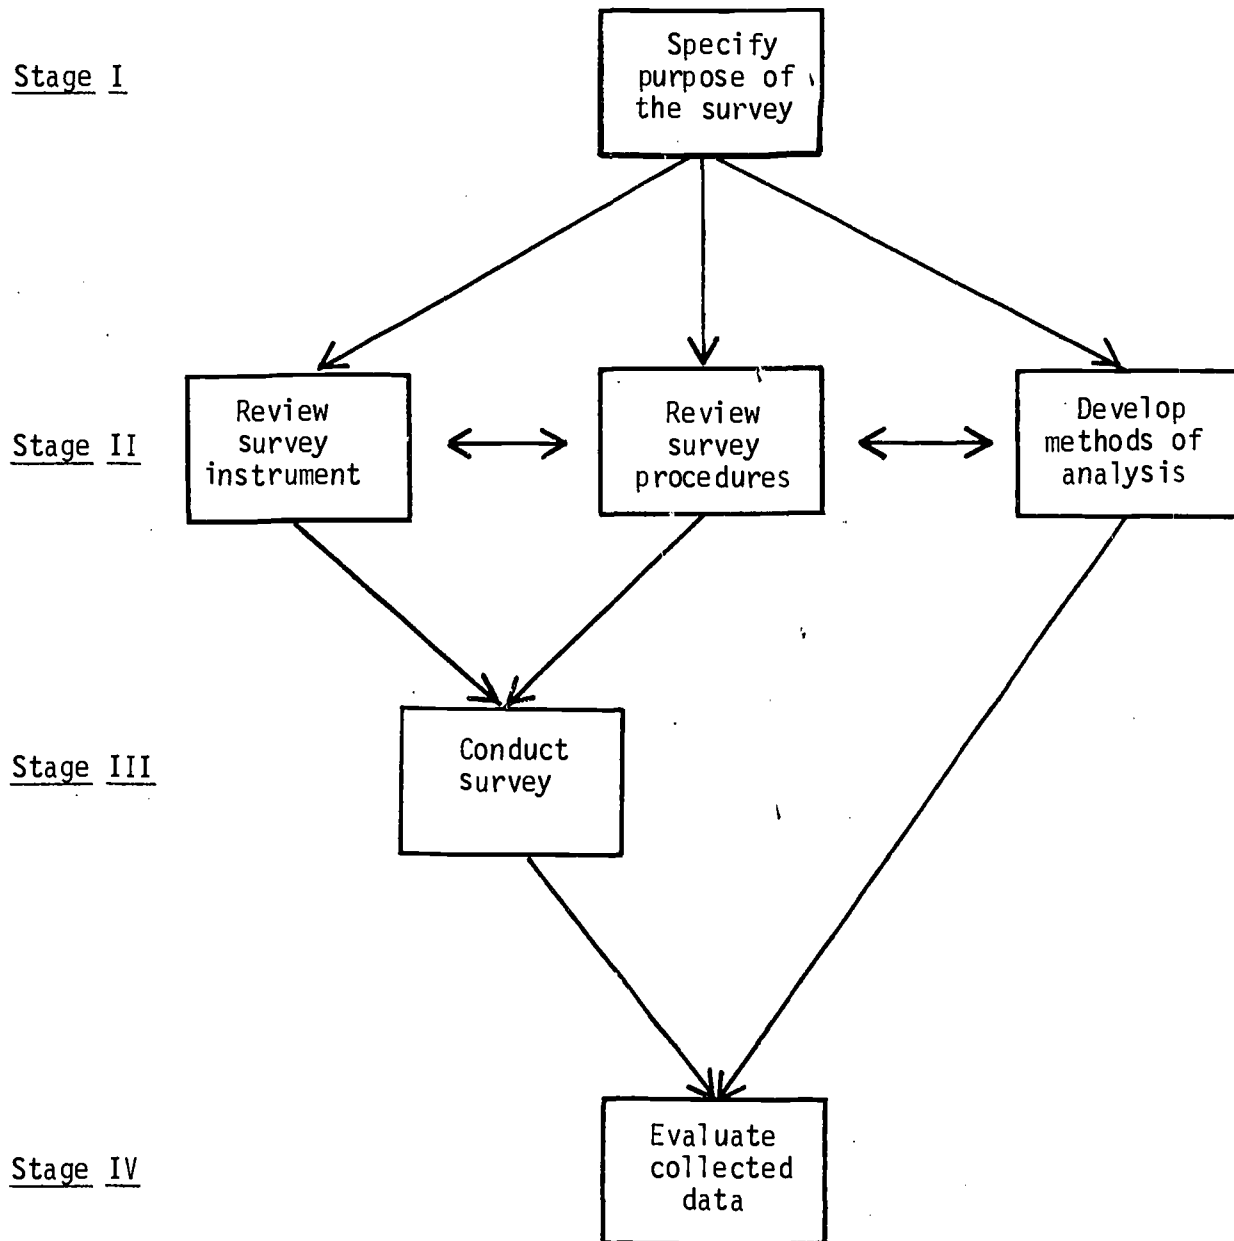 Stage I
Specify
purpose of
the survey
Stage II
Review
survey
instrument
Review
survey
procedures
Develop
methods of
analysis
Stage III
Conduct
survey
Stage IV
Evaluate
collected
data